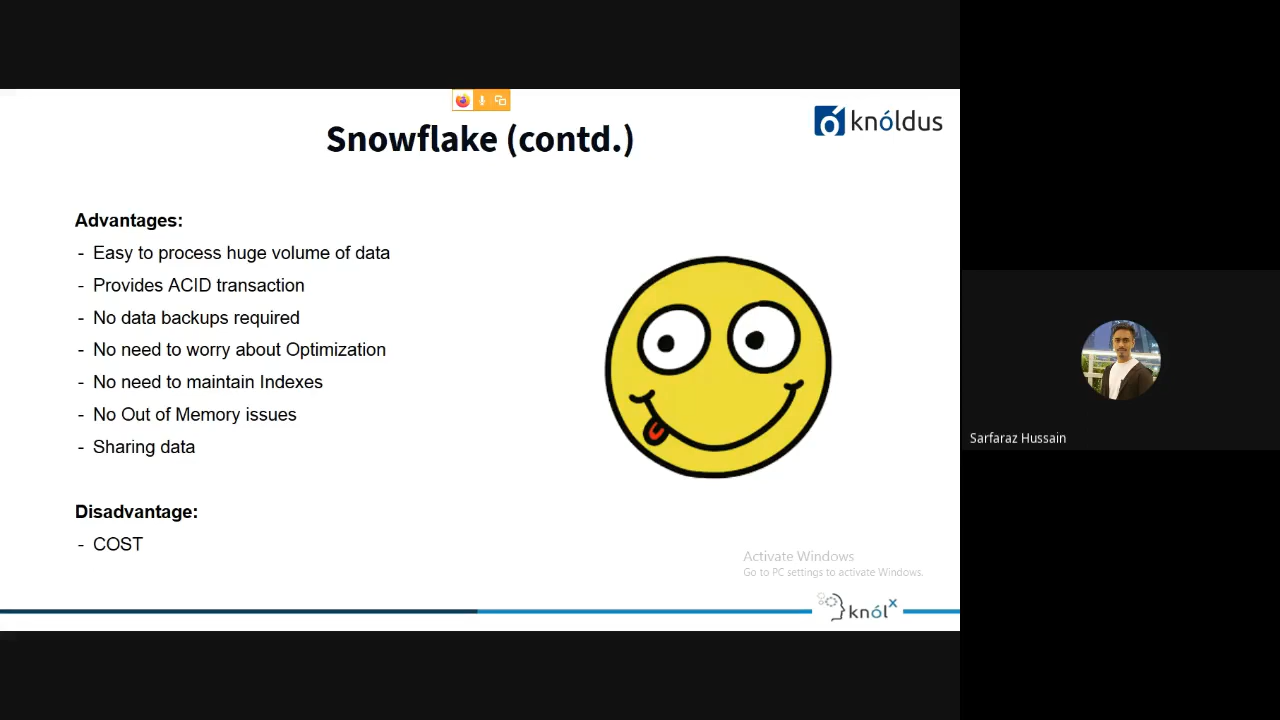 Snowflake (contd.)
knóldus
Advantages:
- Easy to process huge volume of data
- Provides ACID transaction
- No data backups required
- No need to worry about Optimization
- No need to maintain Indexes
- No Out of Memory issues
- Sharing data
Disadvantage:
- COST
Activate Windows
Go to PC settings to activate Windows.
knólx
Sarfaraz Hussain